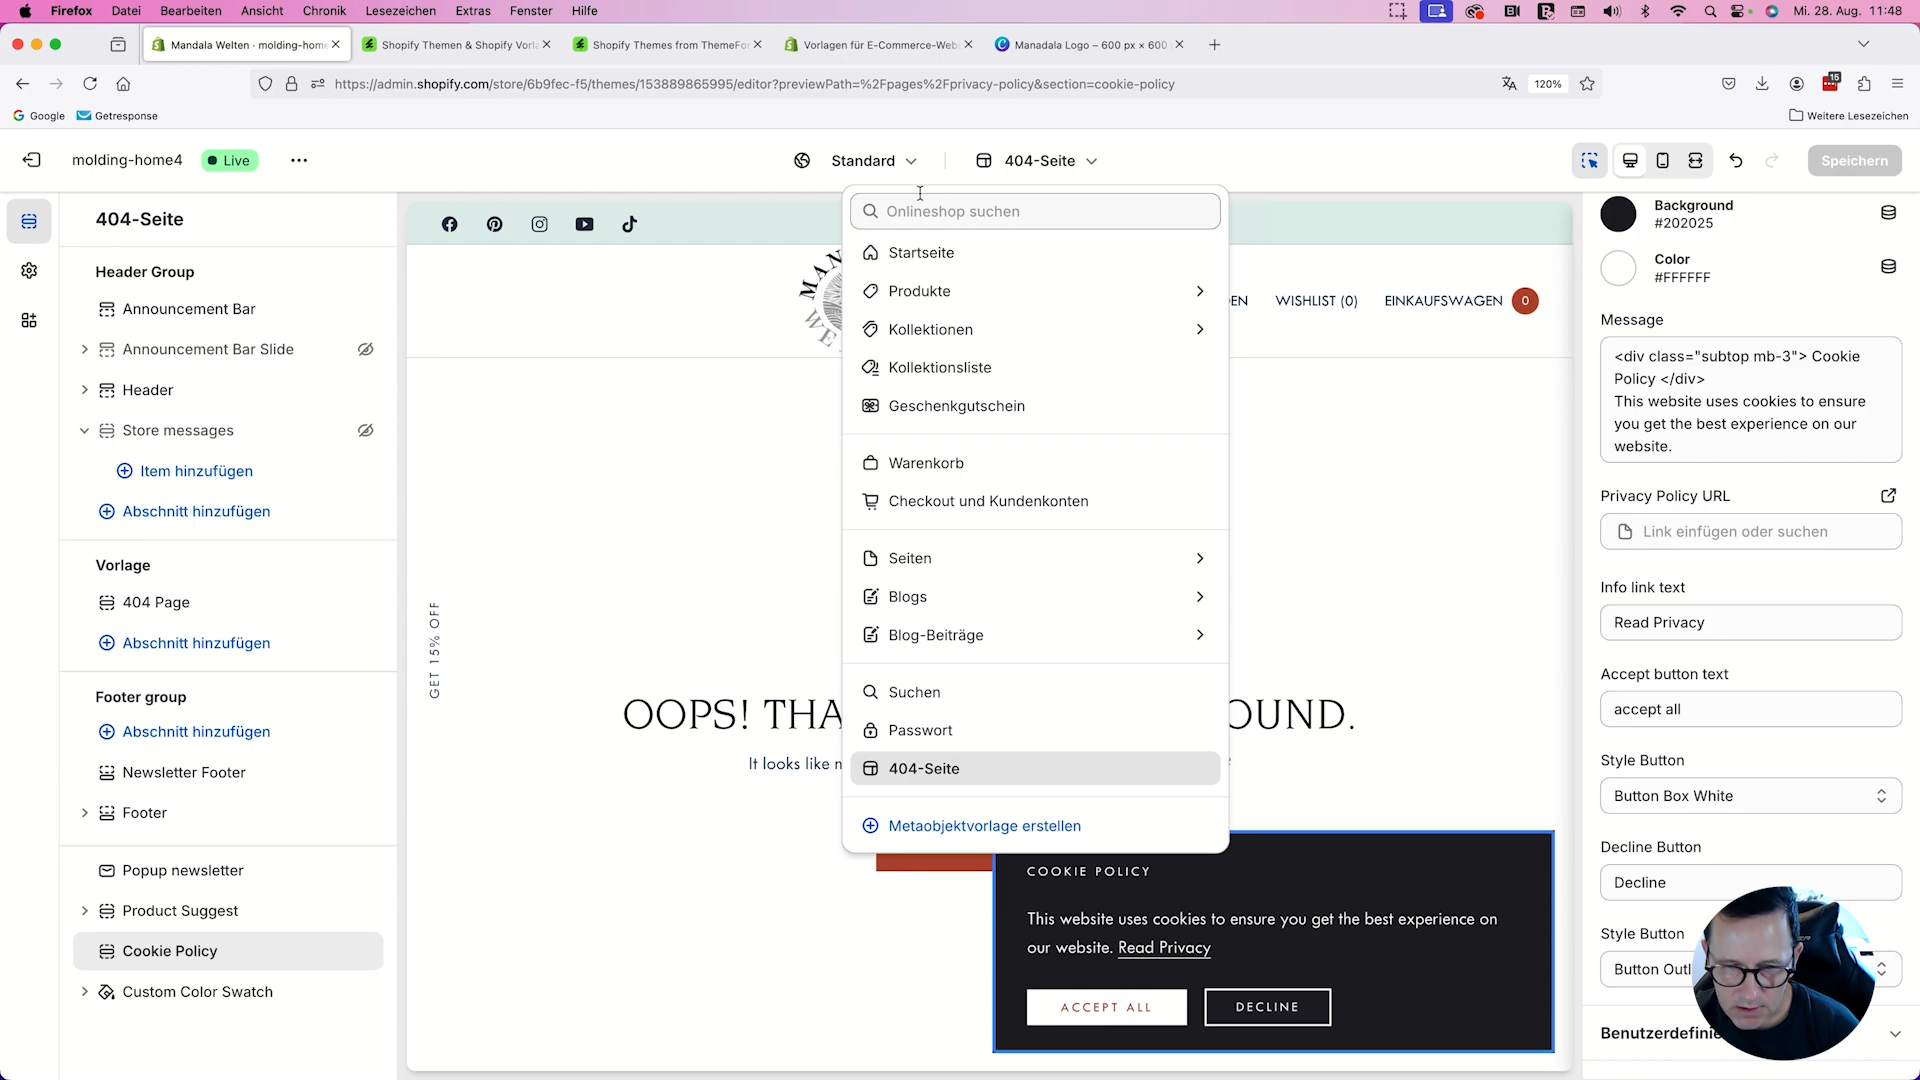 Firefox Datei Bearbeiten Ansicht Chronik Lesezeichen Extras Fenster Hilfe Mi. 28. Aug. 11:48
Mandala Welten · molding-home Shopify Themen & Shopify Vorla Shopify Themes from ThemeFo Vorlagen für E-Commerce-Web Manadala Logo – 600 px × 600
https://admin.shopify.com/store/6b9fec-f5/themes/153889865995/editor?previewPath=%2Fpages%2Fprivacy-policy&section=cookie-policy 120% 15
Google Getresponse Weitere Lesezeichen
molding-home4 Live Standard 404-Seite Speichern
404-Seite
Header Group
Announcement Bar
Announcement Bar Slide
Header
Store messages
Item hinzufügen
Abschnitt hinzufügen
Vorlage
404 Page
Abschnitt hinzufügen
Footer group
Abschnitt hinzufügen
Newsletter Footer
Footer
Popup newsletter
Product Suggest
Cookie Policy
Custom Color Swatch
MAN
WE
DEN WISHLIST (0) EINKAUFSWAGEN 0
GET 15% OFF
OOPS! THA OUND.
It looks like n
Onlineshop suchen
Startseite
Produkte
Kollektionen
Kollektionsliste
Geschenkgutschein
Warenkorb
Checkout und Kundenkonten
Seiten
Blogs
Blog-Beiträge
Suchen
Passwort
404-Seite
Metaobjektvorlage erstellen
COOKIE POLICY
This website uses cookies to ensure you get the best experience on
our website. Read Privacy
ACCEPT ALL DECLINE
Background
#202025
Color
#FFFFFF
Message
<div class="subtop mb-3"> Cookie
Policy </div>
This website uses cookies to ensure
you get the best experience on our
website.
Privacy Policy URL
Link einfügen oder suchen
Info link text
Read Privacy
Accept button text
accept all
Style Button
Button Box White
Decline Button
Decline
Style Button
Button Outl
Benutzerdefini